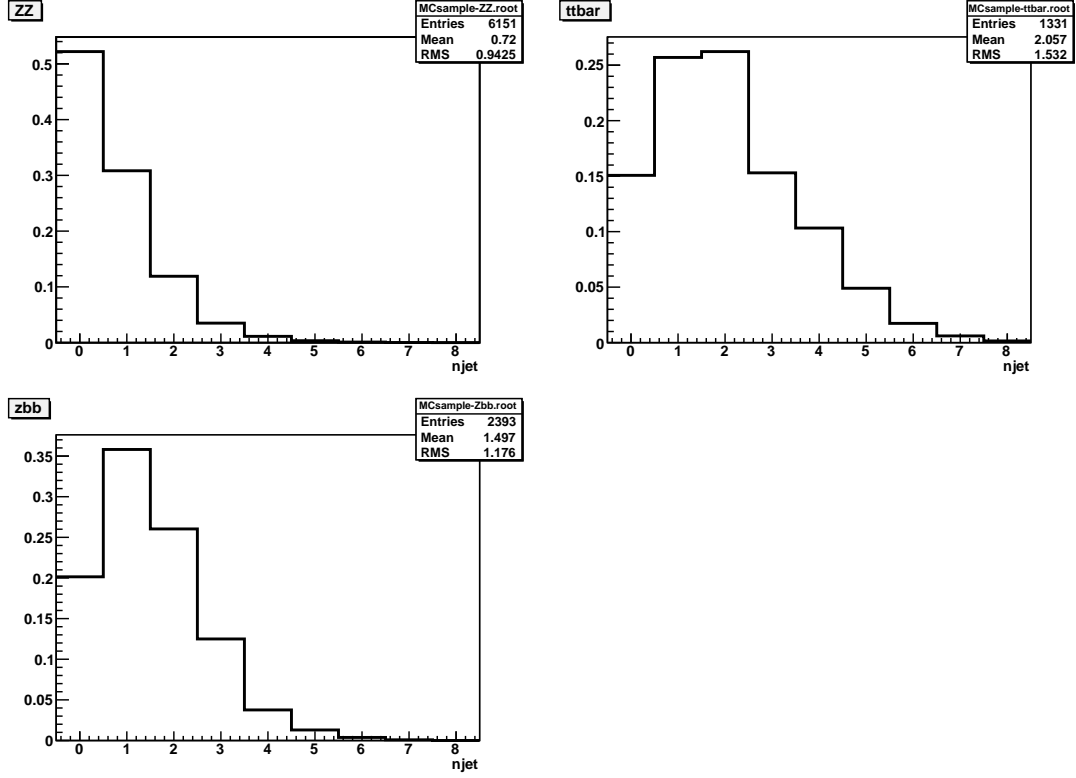 ZZ
MCsample-ZZ.root
Entries 6151
Mean 0.72
RMS 0.9425
0.5
0.4
0.3
0.2
0.1
0
0 1 2 3 4 5 6 7 8
njet
ttbar
MCsample-ttbar.root
Entries 1331
Mean 2.057
RMS 1.532
0.25
0.2
0.15
0.1
0.05
0
0 1 2 3 4 5 6 7 8
njet
zbb
MCsample-Zbb.root
Entries 2393
Mean 1.497
RMS 1.176
0.35
0.3
0.25
0.2
0.15
0.1
0.05
0
0 1 2 3 4 5 6 7 8
njet